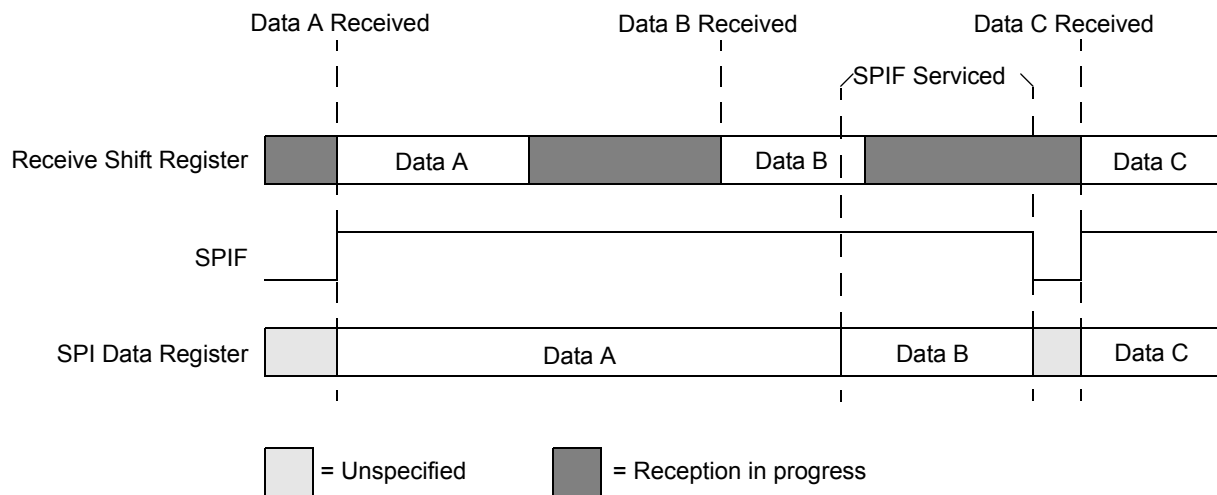 Data A Received
Data B Received
Data C Received
SPIF Serviced
Receive Shift Register
Data A
Data B
Data C
SPIF
SPI Data Register
Data A
Data B
Data C
= Unspecified
= Reception in progress